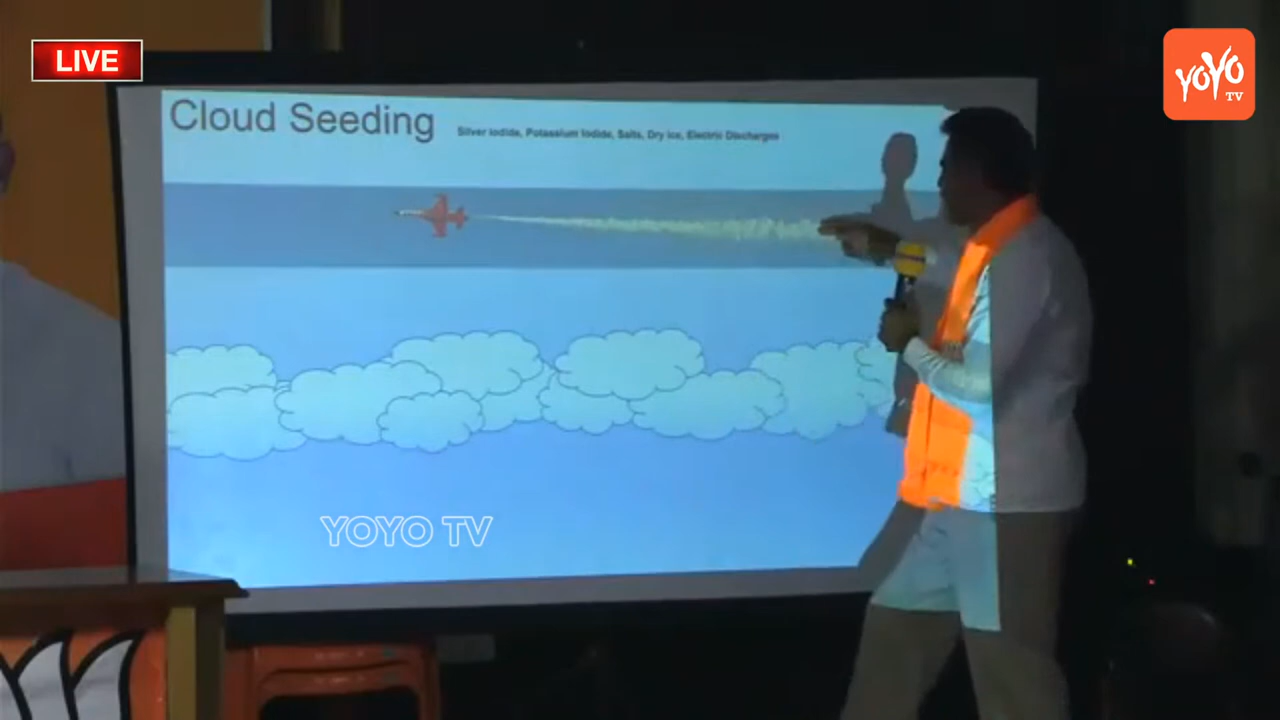 LIVE
YOYO
TV
Cloud Seeding
Silver Iodide, Potassium Iodide, Salts, Dry Ice, Electric Discharges
YOYO TV